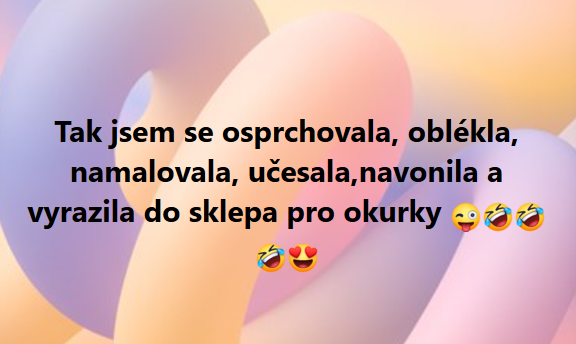 Tak jsem se osprchovala, oblékla,
namalovala, učesala,navonila a
vyrazila do sklepa pro okurky 😜🤣🤣
🤣😍